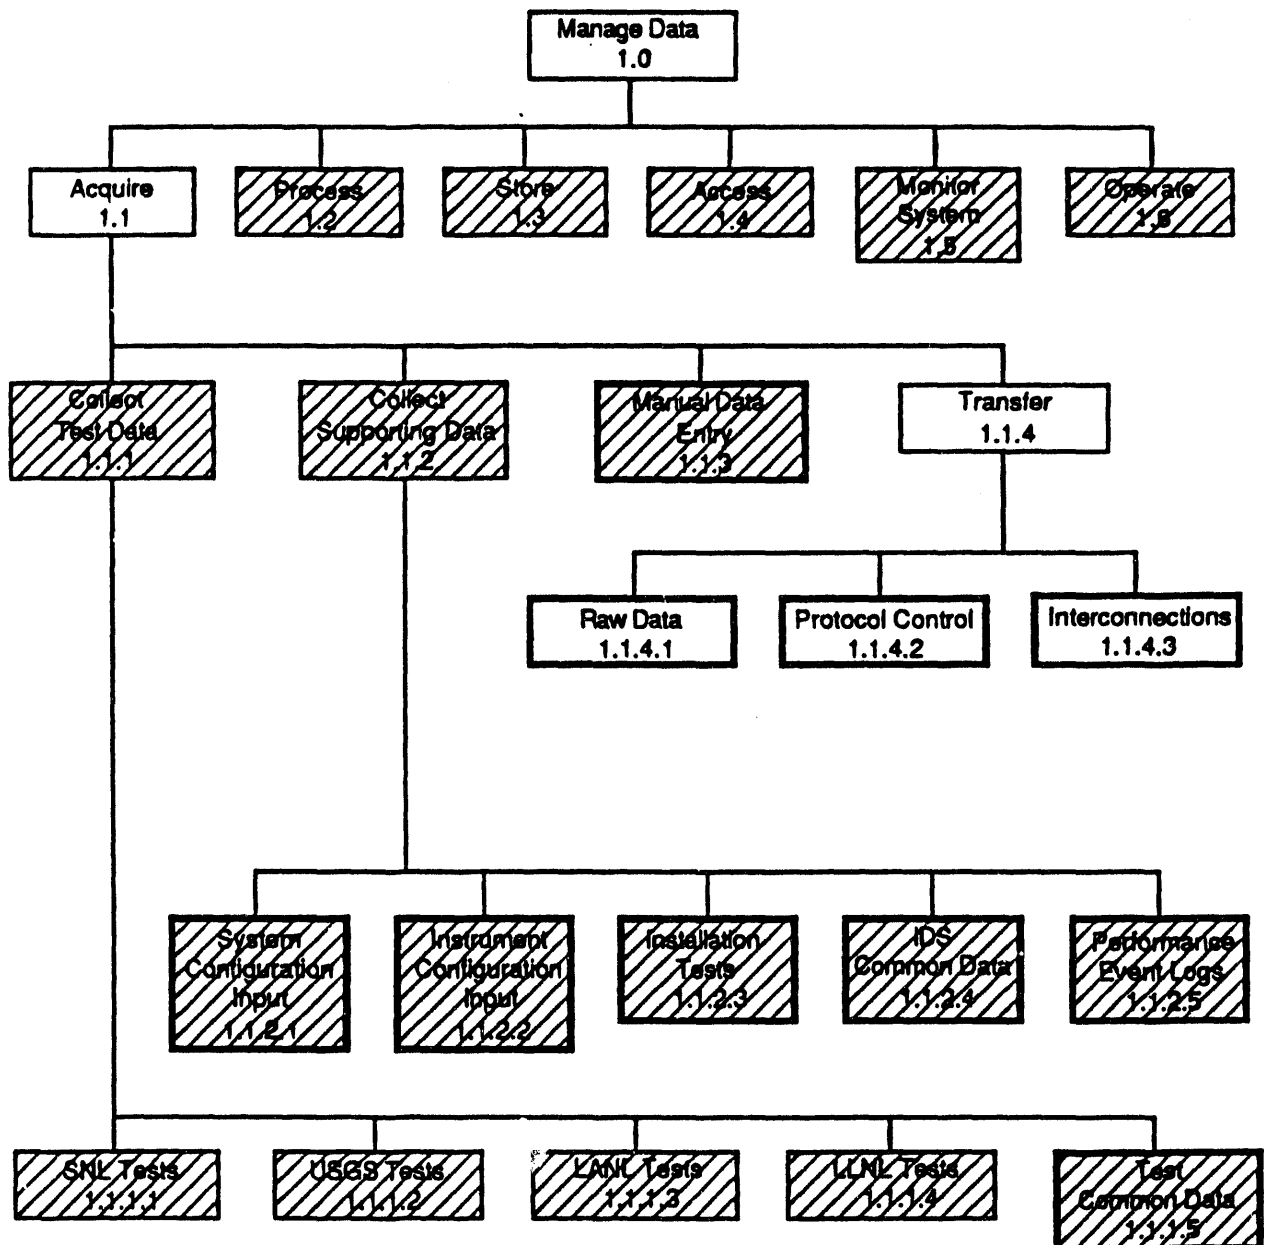 Manage Data
1.0
Acquire
1.1
Process
1.2
Store
1.3
Access
1.4
Monitor
System
1.5
Operate
1.6
Collect
Test Data
1.1.1
Collect
Supporting Data
1.1.2
Manual Data
Entry
1.1.3
Transfer
1.1.4
Raw Data
1.1.4.1
Protocol Control
1.1.4.2
Interconnections
1.1.4.3
System
Configuration
Input
1.1.2.1
Instrument
Configuration
Input
1.1.2.2
Installation
Tests
1.1.2.3
IDS
Common Data
1.1.2.4
Performance
Event Logs
1.1.2.5
SNL Tests
1.1.1.1
USGS Tests
1.1.1.2
LANL Tests
1.1.1.3
LLNL Tests
1.1.1.4
Test
Common Data
1.1.1.5